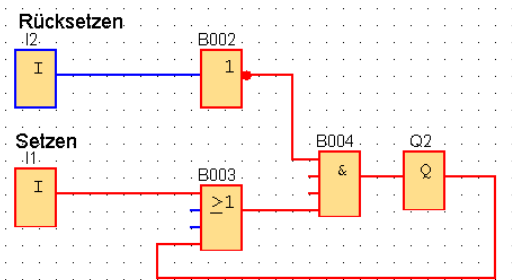 Rücksetzen
I2
B002
I
1
Setzen
I1
B004
Q2
B003
&
Q
I
≥1